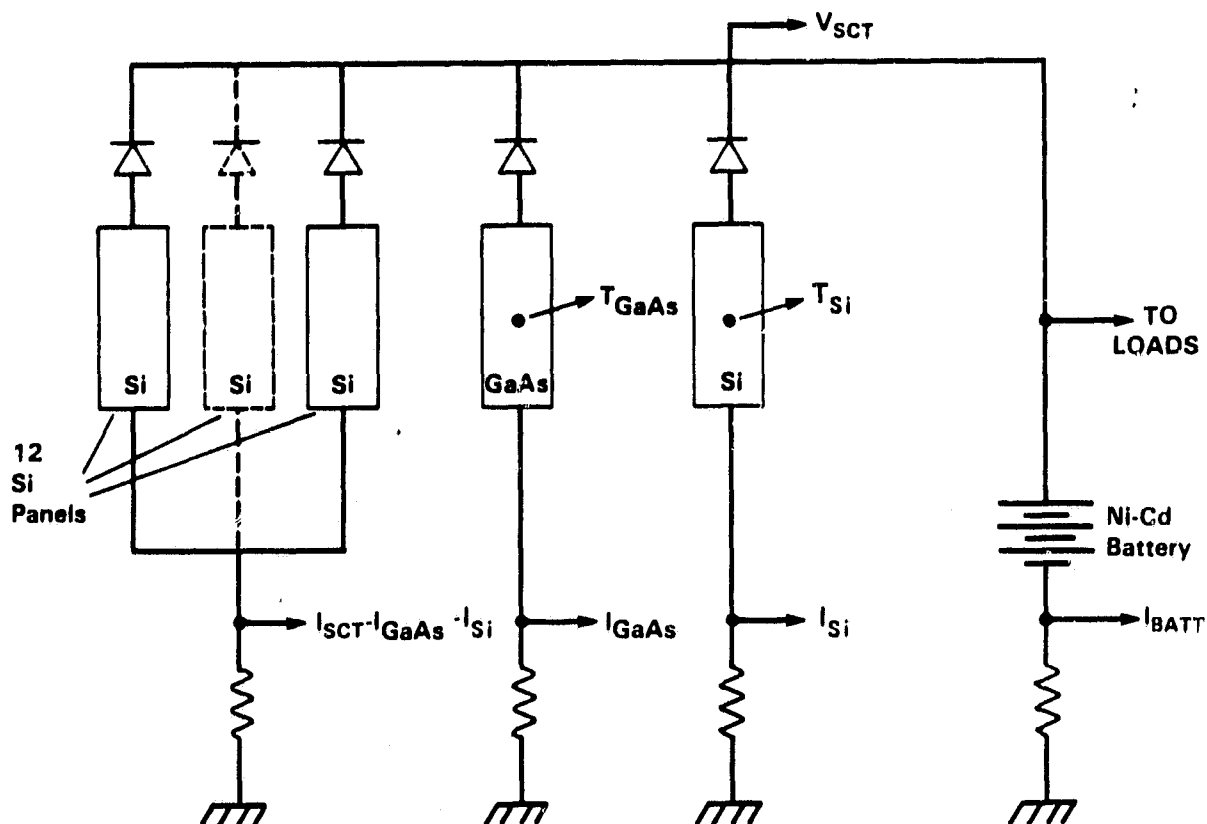 V_SCT
T_GaAs
T_Si
TO
LOADS
Si
Si
Si
GaAs
Si
12
Si
Panels
Ni-Cd
Battery
I_SCT-I_GaAs -I_Si
I_GaAs
I_Si
I_BATT